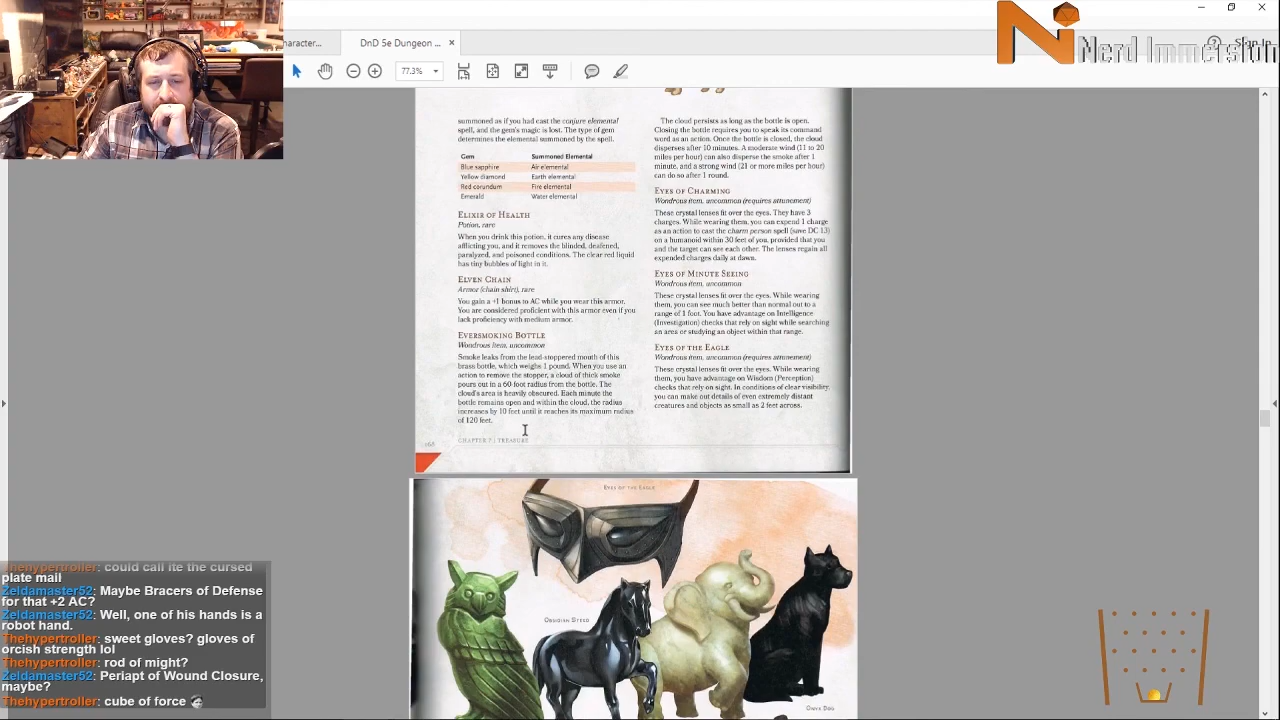 DnD 5e Dungeon ...
Sign In
Nerd Immersion
77.3%
summoned as if you had cast the conjure elemental
spell, and the gem's magic is lost. The type of gem
determines the elemental summoned by the spell.
Gem Summoned Elemental
Blue sapphire Air elemental
Yellow diamond Earth elemental
Red corundum Fire elemental
Emerald Water elemental
Elixir of Health
Potion, rare
When you drink this potion, it cures any disease
afflicting you, and it removes the blinded, deafened,
paralyzed, and poisoned conditions. The clear red liquid
has tiny bubbles of light in it.
Elven Chain
Armor (chain shirt), rare
You gain a +1 bonus to AC while you wear this armor.
You are considered proficient with this armor even if you
lack proficiency with medium armor.
Eversmoking Bottle
Wondrous item, uncommon
Smoke leaks from the lead-stoppered mouth of this
brass bottle, which weighs 1 pound. When you use an
action to remove the stopper, a cloud of thick smoke
pours out in a 60-foot radius from the bottle. The
cloud's area is heavily obscured. Each minute the
bottle remains open and within the cloud, the radius
increases by 10 feet until it reaches its maximum radius
of 120 feet.
168
CHAPTER 7 | TREASURE
The cloud persists as long as the bottle is open.
Closing the bottle requires you to speak its command
word as an action. Once the bottle is closed, the cloud
disperses after 10 minutes. A moderate wind (11 to 20
miles per hour) can also disperse the smoke after 1
minute, and a strong wind (21 or more miles per hour)
can do so after 1 round.
Eyes of Charming
Wondrous item, uncommon (requires attunement)
These crystal lenses fit over the eyes. They have 3
charges. While wearing them, you can expend 1 charge
as an action to cast the charm person spell (save DC 13)
on a humanoid within 30 feet of you, provided that you
and the target can see each other. The lenses regain all
expended charges daily at dawn.
Eyes of Minute Seeing
Wondrous item, uncommon
These crystal lenses fit over the eyes. While wearing
them, you can see much better than normal out to a
range of 1 foot. You have advantage on Intelligence
(Investigation) checks that rely on sight while searching
an area or studying an object within that range.
Eyes of the Eagle
Wondrous item, uncommon (requires attunement)
These crystal lenses fit over the eyes. While wearing
them, you have advantage on Wisdom (Perception)
checks that rely on sight. In conditions of clear visibility,
you can make out details of even extremely distant
creatures and objects as small as 2 feet across.
Eyes of the Eagle
Obsidian Steed
Onyx Dog
Thehypertroller: could call ite the cursed
plate mail
Zeldamaster52: Maybe Bracers of Defense
for that +2 AC?
Zeldamaster52: Well, one of his hands is a
robot hand.
Thehypertroller: sweet gloves? gloves of
orcish strength lol
Thehypertroller: rod of might?
Zeldamaster52: Periapt of Wound Closure,
maybe?
Thehypertroller: cube of force